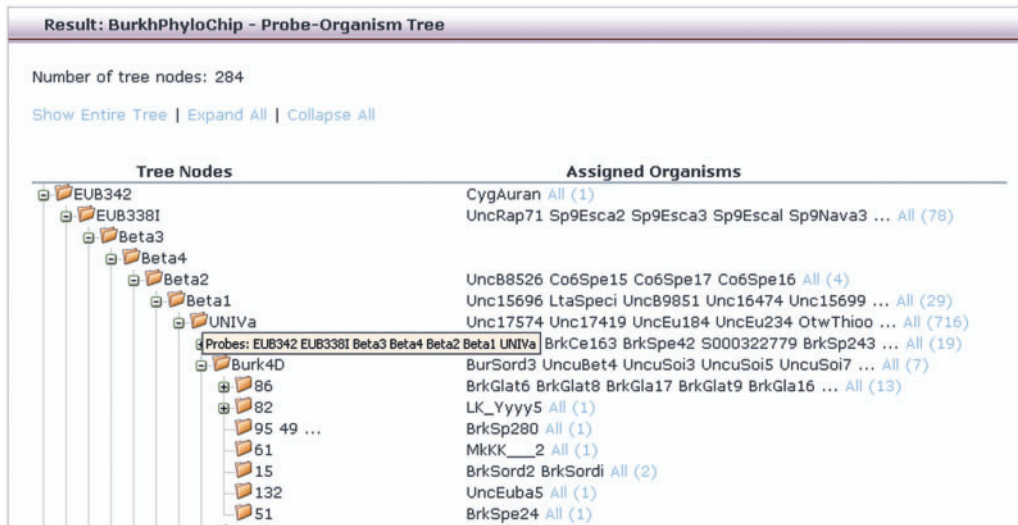 Result: BurkhPhyloChip - Probe-Organism Tree
Number of tree nodes: 284
Show Entire Tree | Expand All | Collapse All
Tree Nodes Assigned Organisms
EUB342 CygAuran All (1)
EUB338I UncRap71 Sp9Esca2 Sp9Esca3 Sp9Escal Sp9Nava3 ... All (78)
Beta3
Beta4
Beta2 UncB8526 Co6Spe15 Co6Spe17 Co6Spe16 All (4)
Beta1 Unc15696 LtaSpeci UncB9851 Unc16474 Unc15699 ... All (29)
UNIVa Unc17574 Unc17419 UncEu184 UncEu234 OtwThioo ... All (716)
Probes: EUB342 EUB338I Beta3 Beta4 Beta2 Beta1 UNIVa BrkCe163 BrkSpe42 S000322779 BrkSp243 ... All (19)
Burk4D BurSord3 UncuBet4 UncuSoi3 UncuSoi5 UncuSoi7 ... All (7)
86 BrkGlat6 BrkGlat8 BrkGla17 BrkGlat9 BrkGla16 ... All (13)
82 LK_Yyyy5 All (1)
95 49 ... BrkSp280 All (1)
61 MkKK___2 All (1)
15 BrkSord2 BrkSordi All (2)
132 UncEuba5 All (1)
51 BrkSpe24 All (1)